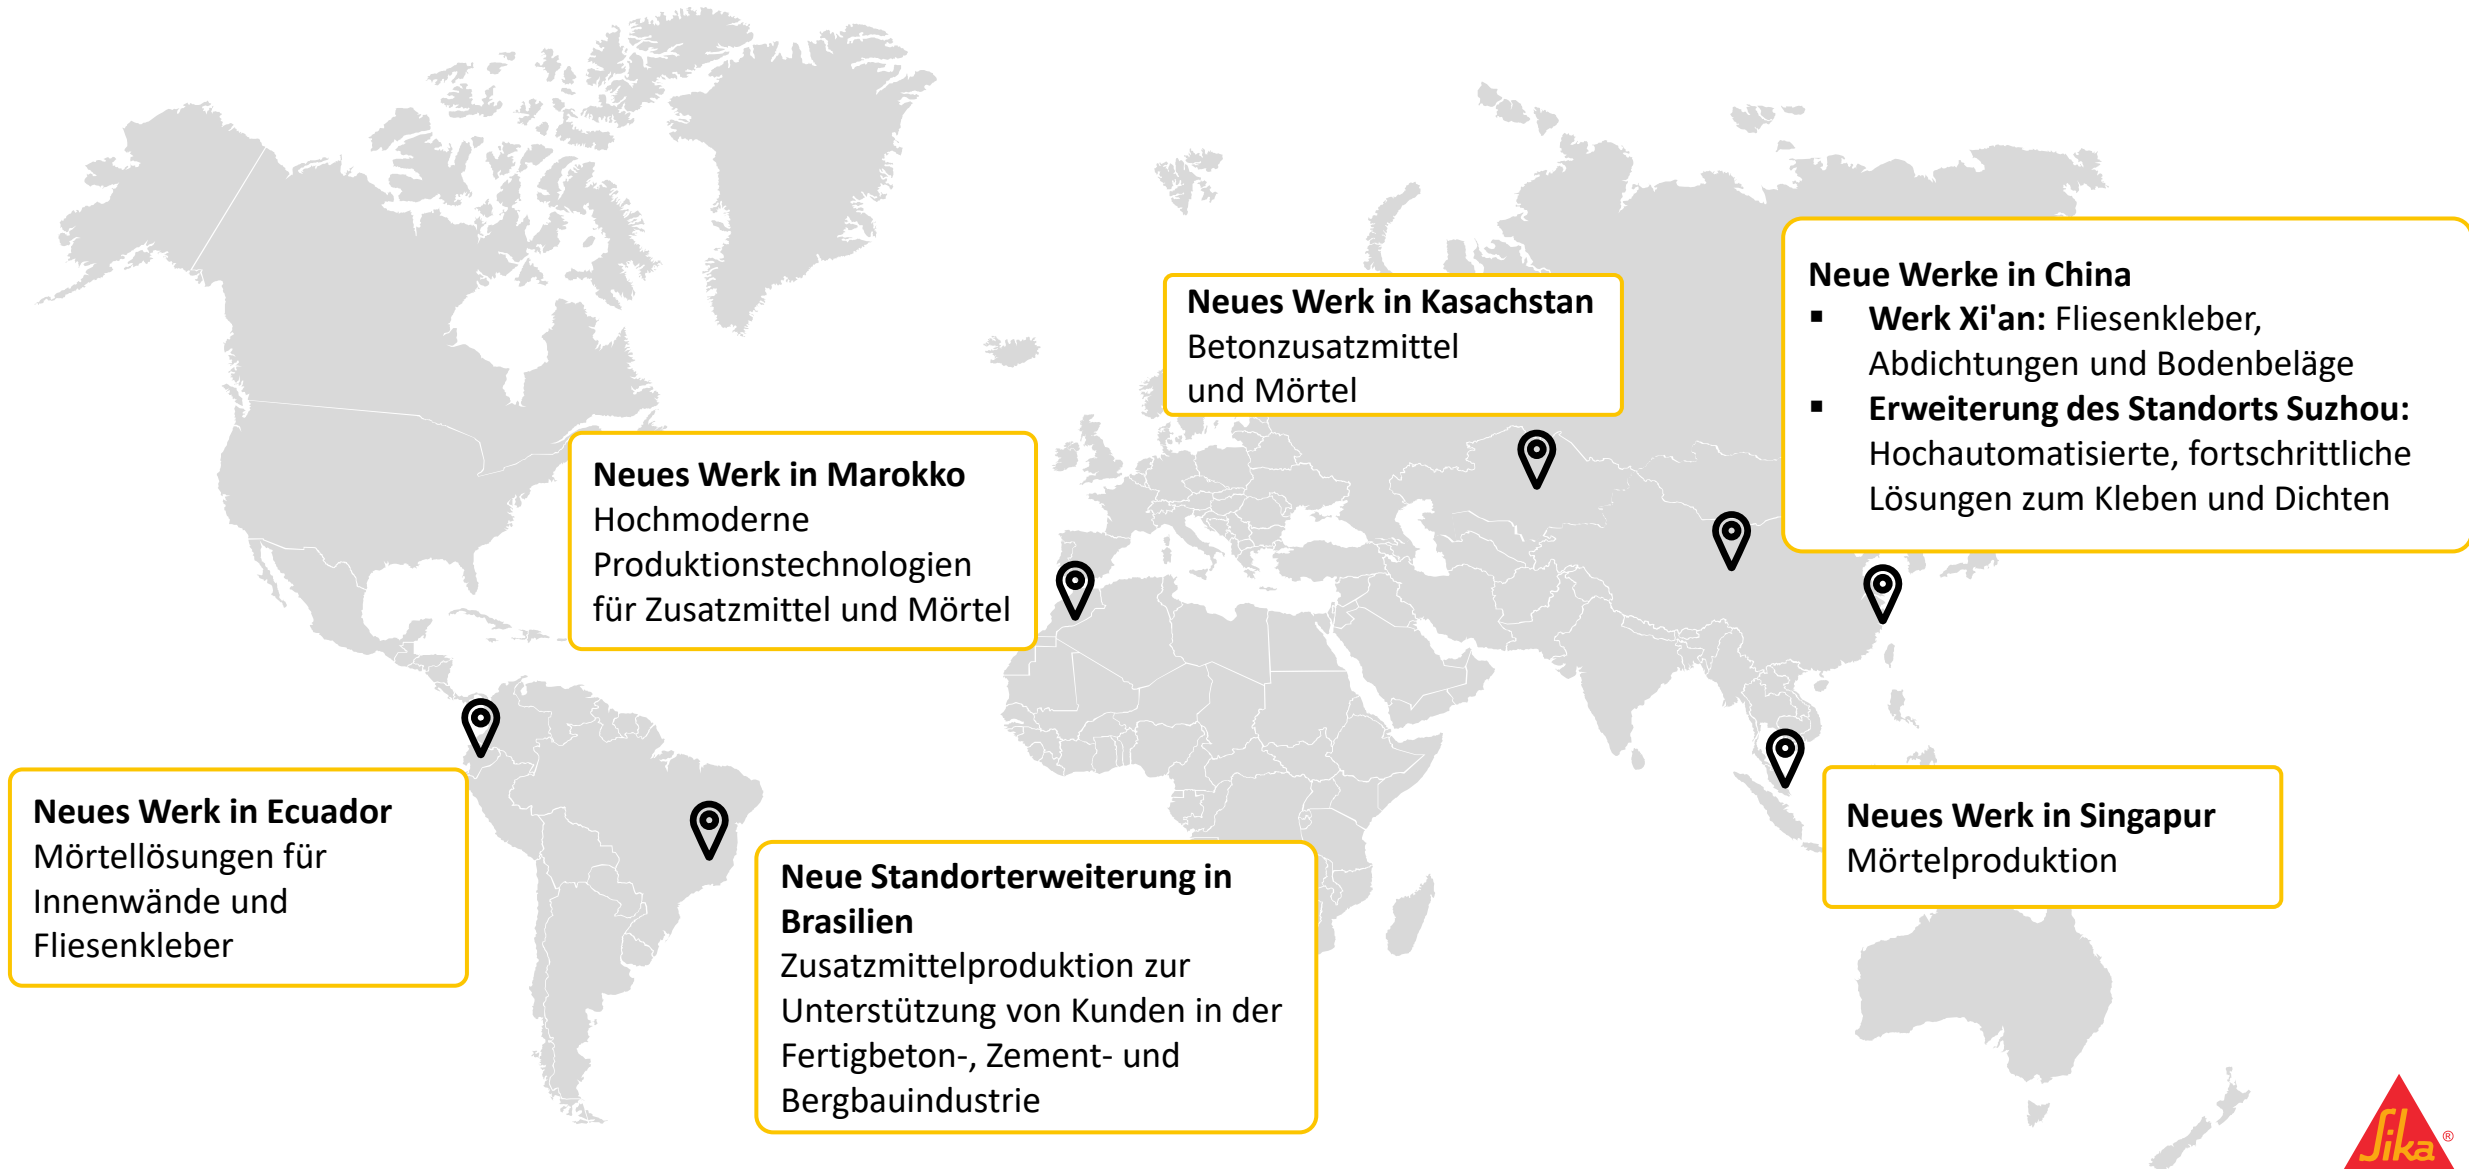 Neue Werke in China
▪ Werk Xi'an: Fliesenkleber,
Abdichtungen und Bodenbeläge
▪ Erweiterung des Standorts Suzhou:
Hochautomatisierte, fortschrittliche
Lösungen zum Kleben und Dichten
Neues Werk in Kasachstan
Betonzusatzmittel
und Mörtel
Neues Werk in Marokko
Hochmoderne
Produktionstechnologien
für Zusatzmittel und Mörtel
Neues Werk in Ecuador
Mörtellösungen für
Innenwände und
Fliesenkleber
Neue Standorterweiterung in
Brasilien
Zusatzmittelproduktion zur
Unterstützung von Kunden in der
Fertigbeton-, Zement- und
Bergbauindustrie
Neues Werk in Singapur
Mörtelproduktion
Sika®